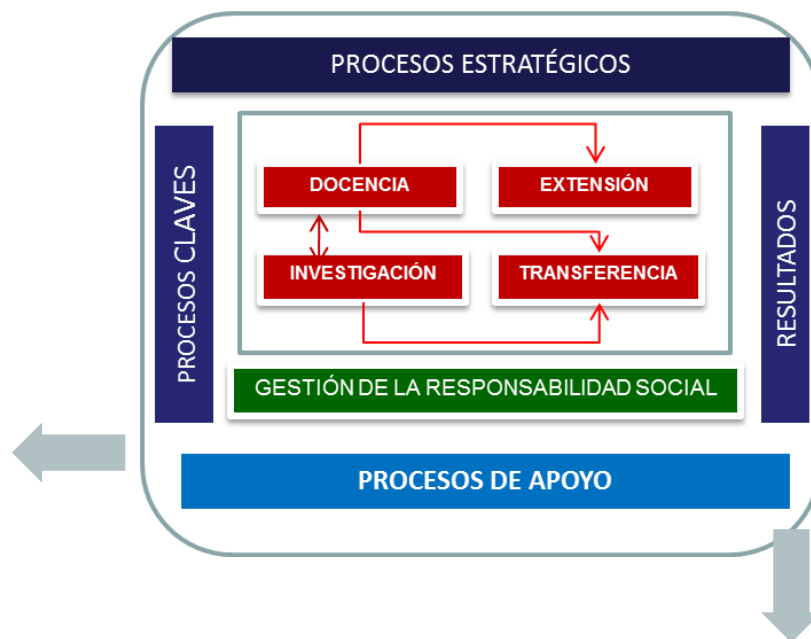 PROCESOS ESTRATÉGICOS
PROCESOS CLAVES
DOCENCIA
EXTENSIÓN
INVESTIGACIÓN
TRANSFERENCIA
RESULTADOS
GESTIÓN DE LA RESPONSABILIDAD SOCIAL
PROCESOS DE APOYO